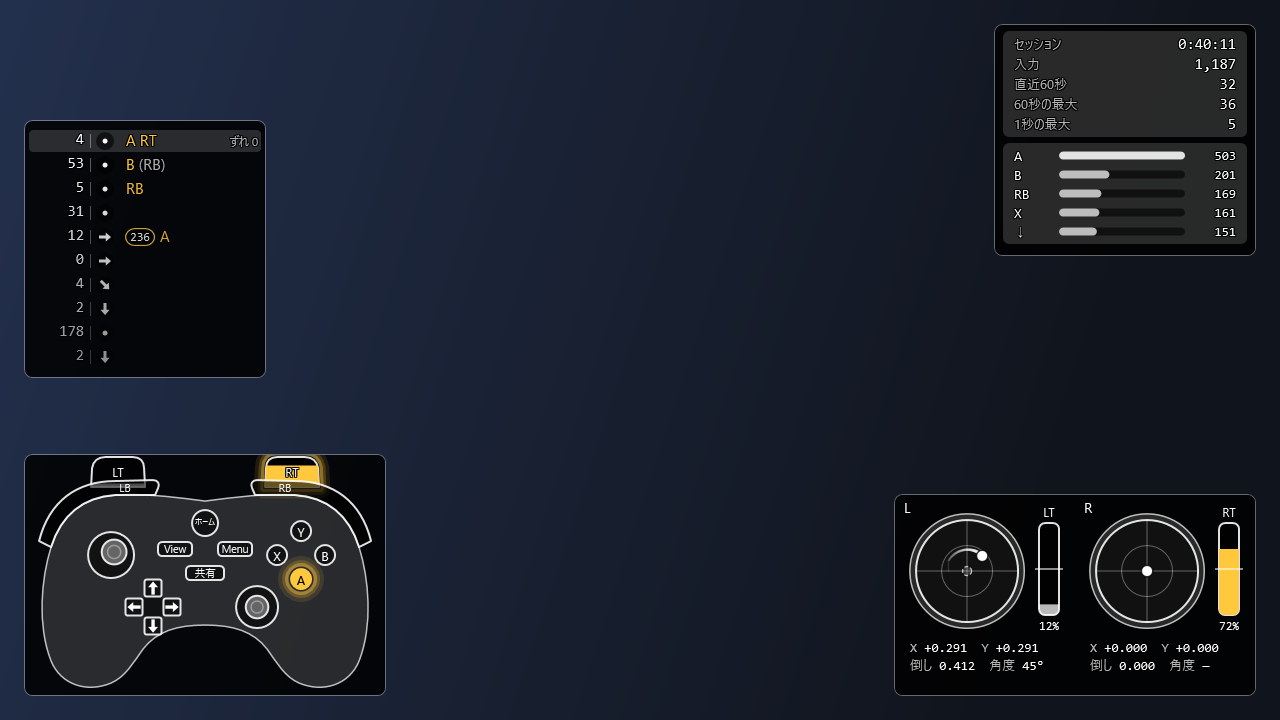 4 A RT ずれ 0
53 B (RB)
5 RB
31
12 236 A
0
4
2
178
2
セッション 0:40:11
入力 1,187
直近60秒 32
60秒の最大 36
1秒の最大 5
A 503
B 201
RB 169
X 161
↓ 151
LT RT
LB RB
ホーム
Y
View Menu X B
共有 A
L LT R RT
12% 72%
X +0.291 Y +0.291 X +0.000 Y +0.000
倒し 0.412 角度 45° 倒し 0.000 角度 —